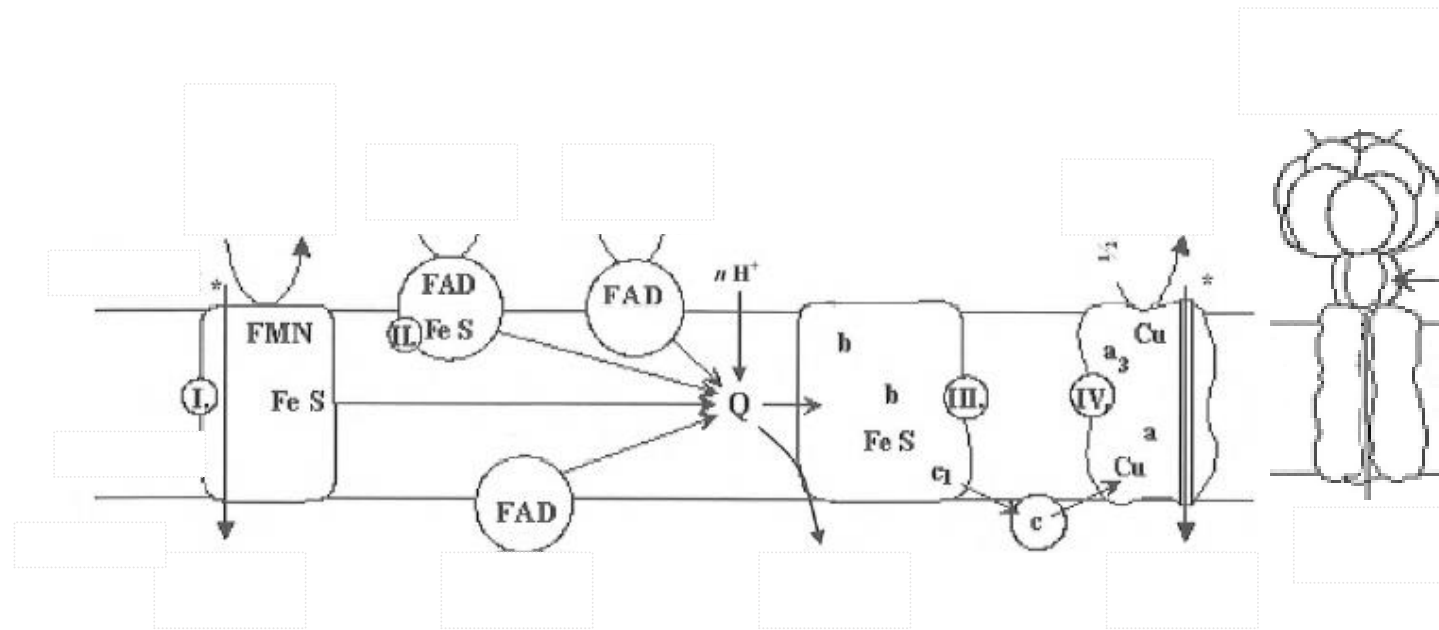 ½
n H⁺
*
*
FAD
FAD
II.
Fe S
FMN
Cu
b
a₃
I.
Fe S
Q
b
III.
IV.
Fe S
a
c₁
Cu
FAD
c